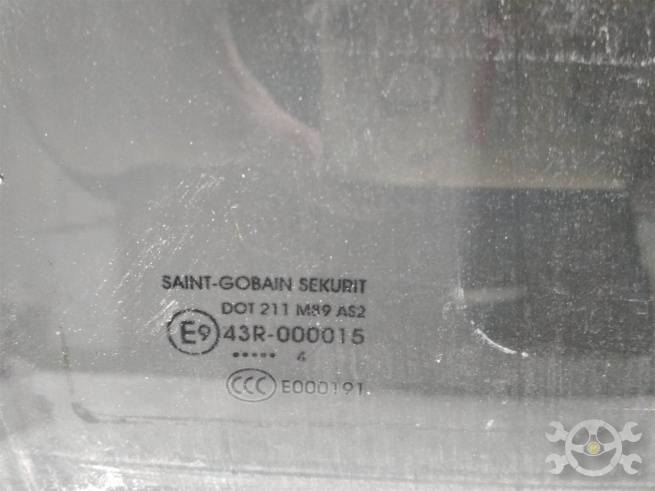 SAINT-GOBAIN SEKURIT
DOT 211 M89 AS2
E9 43R-000015
..... 4
CCC E000191